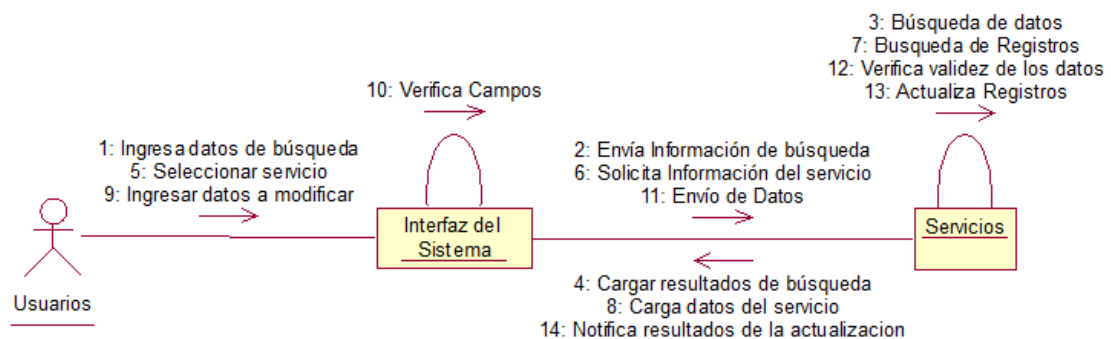 3: Búsqueda de datos
7: Busqueda de Registros
12: Verifica validez de los datos
13: Actualiza Registros
10: Verifica Campos
1: Ingresa datos de búsqueda
5: Seleccionar servicio
9: Ingresar datos a modificar
2: Envía Información de búsqueda
6: Solicita Información del servicio
11: Envío de Datos
Interfaz del
Sistema
Servicios
Usuarios
4: Cargar resultados de búsqueda
8: Carga datos del servicio
14: Notifica resultados de la actualizacion